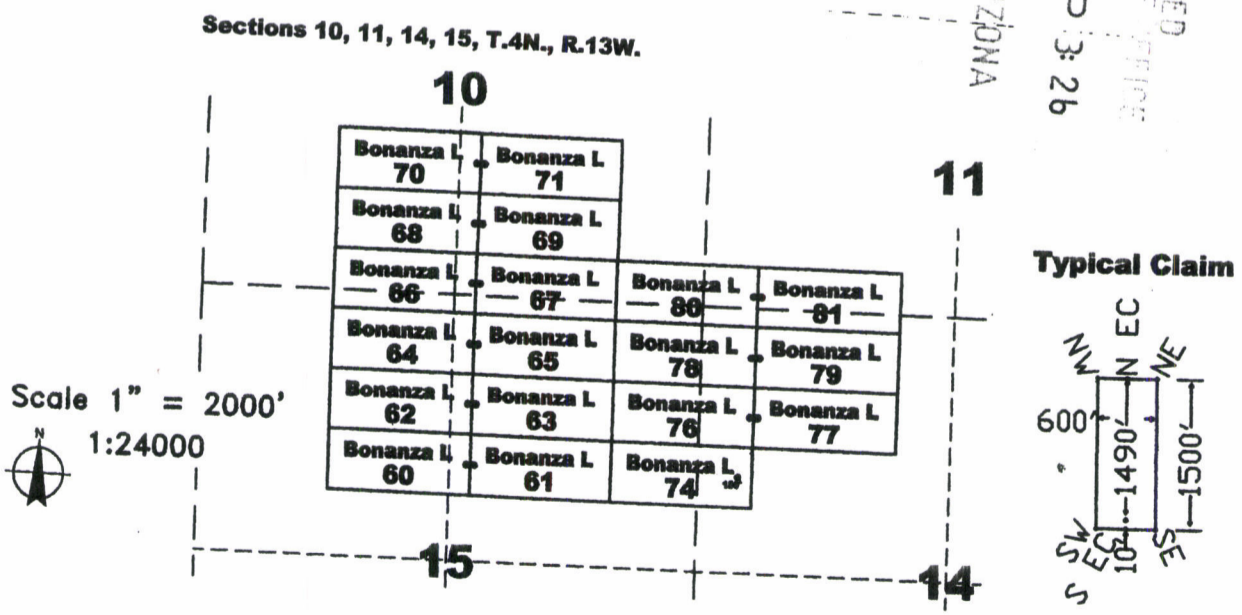 Sections 10, 11, 14, 15, T.4N., R.13W.
ZONA
3: 26
10
11
Bonanza L
70
Bonanza L
71
Bonanza L
68
Bonanza L
69
Bonanza L
66
Bonanza L
67
Bonanza L
80
Bonanza L
81
Bonanza L
64
Bonanza L
65
Bonanza L
78
Bonanza L
79
Bonanza L
62
Bonanza L
63
Bonanza L
76
Bonanza L
77
Bonanza L
60
Bonanza L
61
Bonanza L
74
15
14
Scale 1" = 2000'
1:24000
N
Typical Claim
NW
N EC
NE
600'
1490'
1500'
10'
SW
S EC
SE